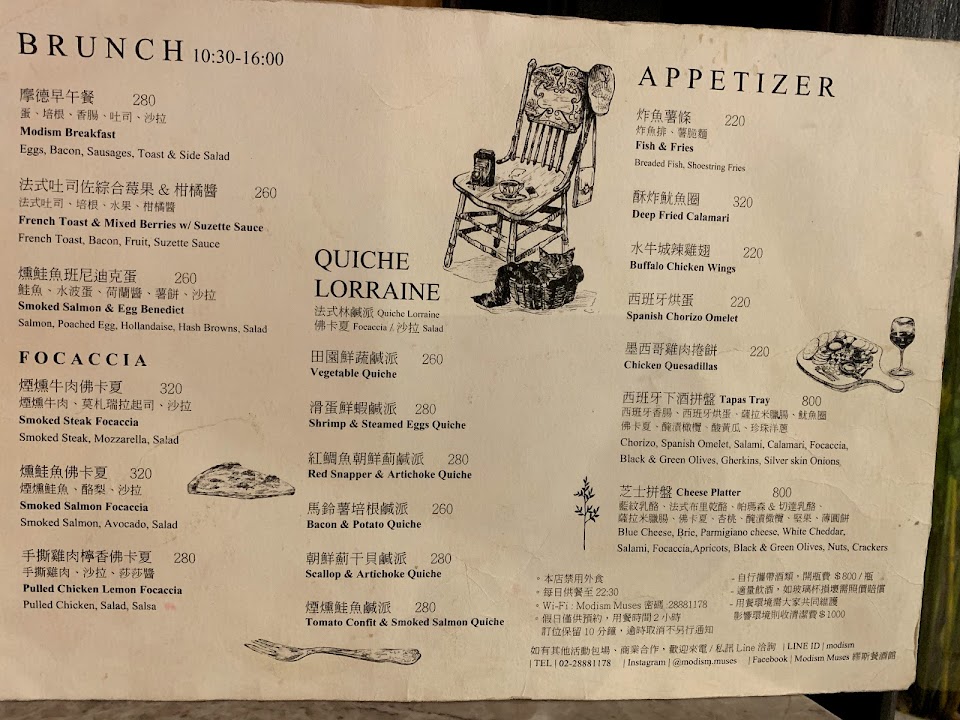 BRUNCH 10:30-16:00
摩德早午餐 280
蛋、培根、香腸、吐司、沙拉
Modism Breakfast
Eggs, Bacon, Sausages, Toast & Side Salad
法式吐司佐綜合莓果 & 柑橘醬 260
法式吐司、培根、水果、柑橘醬
French Toast & Mixed Berries w/ Suzette Sauce
French Toast, Bacon, Fruit, Suzette Sauce
燻鮭魚班尼迪克蛋 260
鮭魚、水波蛋、荷蘭醬、薯餅、沙拉
Smoked Salmon & Egg Benedict
Salmon, Poached Egg, Hollandaise, Hash Browns, Salad
FOCACCIA
煙燻牛肉佛卡夏 320
煙燻牛肉、莫札瑞拉起司、沙拉
Smoked Steak Focaccia
Smoked Steak, Mozzarella, Salad
燻鮭魚佛卡夏 320
煙燻鮭魚、酪梨、沙拉
Smoked Salmon Focaccia
Smoked Salmon, Avocado, Salad
手撕雞肉檸香佛卡夏 280
手撕雞肉、沙拉、莎莎醬
Pulled Chicken Lemon Focaccia
Pulled Chicken, Salad, Salsa
QUICHE
LORRAINE
法式林鹹派 Quiche Lorraine
佛卡夏 Focaccia / 沙拉 Salad
田園鮮蔬鹹派 260
Vegetable Quiche
滑蛋鮮蝦鹹派 280
Shrimp & Steamed Eggs Quiche
紅鯛魚朝鮮薊鹹派 280
Red Snapper & Artichoke Quiche
馬鈴薯培根鹹派 260
Bacon & Potato Quiche
朝鮮薊干貝鹹派 280
Scallop & Artichoke Quiche
煙燻鮭魚鹹派 280
Tomato Confit & Smoked Salmon Quiche
APPETIZER
炸魚薯條 220
炸魚排、薯脆麵
Fish & Fries
Breaded Fish, Shoestring Fries
酥炸魷魚圈 320
Deep Fried Calamari
水牛城辣雞翅 220
Buffalo Chicken Wings
西班牙烘蛋 220
Spanish Chorizo Omelet
墨西哥雞肉捲餅 220
Chicken Quesadillas
西班牙下酒拼盤 Tapas Tray 800
西班牙香腸、西班牙烘蛋、薩拉米臘腸、魷魚圈
佛卡夏、醃漬橄欖、酸黃瓜、珍珠洋蔥
Chorizo, Spanish Omelet, Salami, Calamari, Focaccia,
Black & Green Olives, Gherkins, Silver skin Onions
芝士拼盤 Cheese Platter 800
藍紋乳酪、法式布里乾酪、帕瑪森 & 切達乳酪、
薩拉米臘腸、佛卡夏、杏桃、醃漬橄欖、堅果、薄圓餅
Blue Cheese, Brie, Parmigiano cheese, White Cheddar,
Salami, Focaccia,Apricots, Black & Green Olives, Nuts, Crackers
。本店禁用外食
。每日供餐至 22:30
。Wi-Fi : Modism Muses 密碼 :28881178
。假日僅供預約，用餐時間 2 小時
訂位保留 10 分鐘，逾時取消不另行通知
- 自行攜帶酒類，開瓶費 $800 / 瓶
- 適量飲酒，如玻璃杯損壞需照價賠償
- 用餐環境需大家共同維護
影響環境則收清潔費 $1000
如有其他活動包場、商業合作，歡迎來電 / 私訊 Line 洽詢 | LINE ID | modism
| TEL | 02-28881178 | Instagram | @modism.muses | Facebook | Modism Muses 繆斯餐酒館